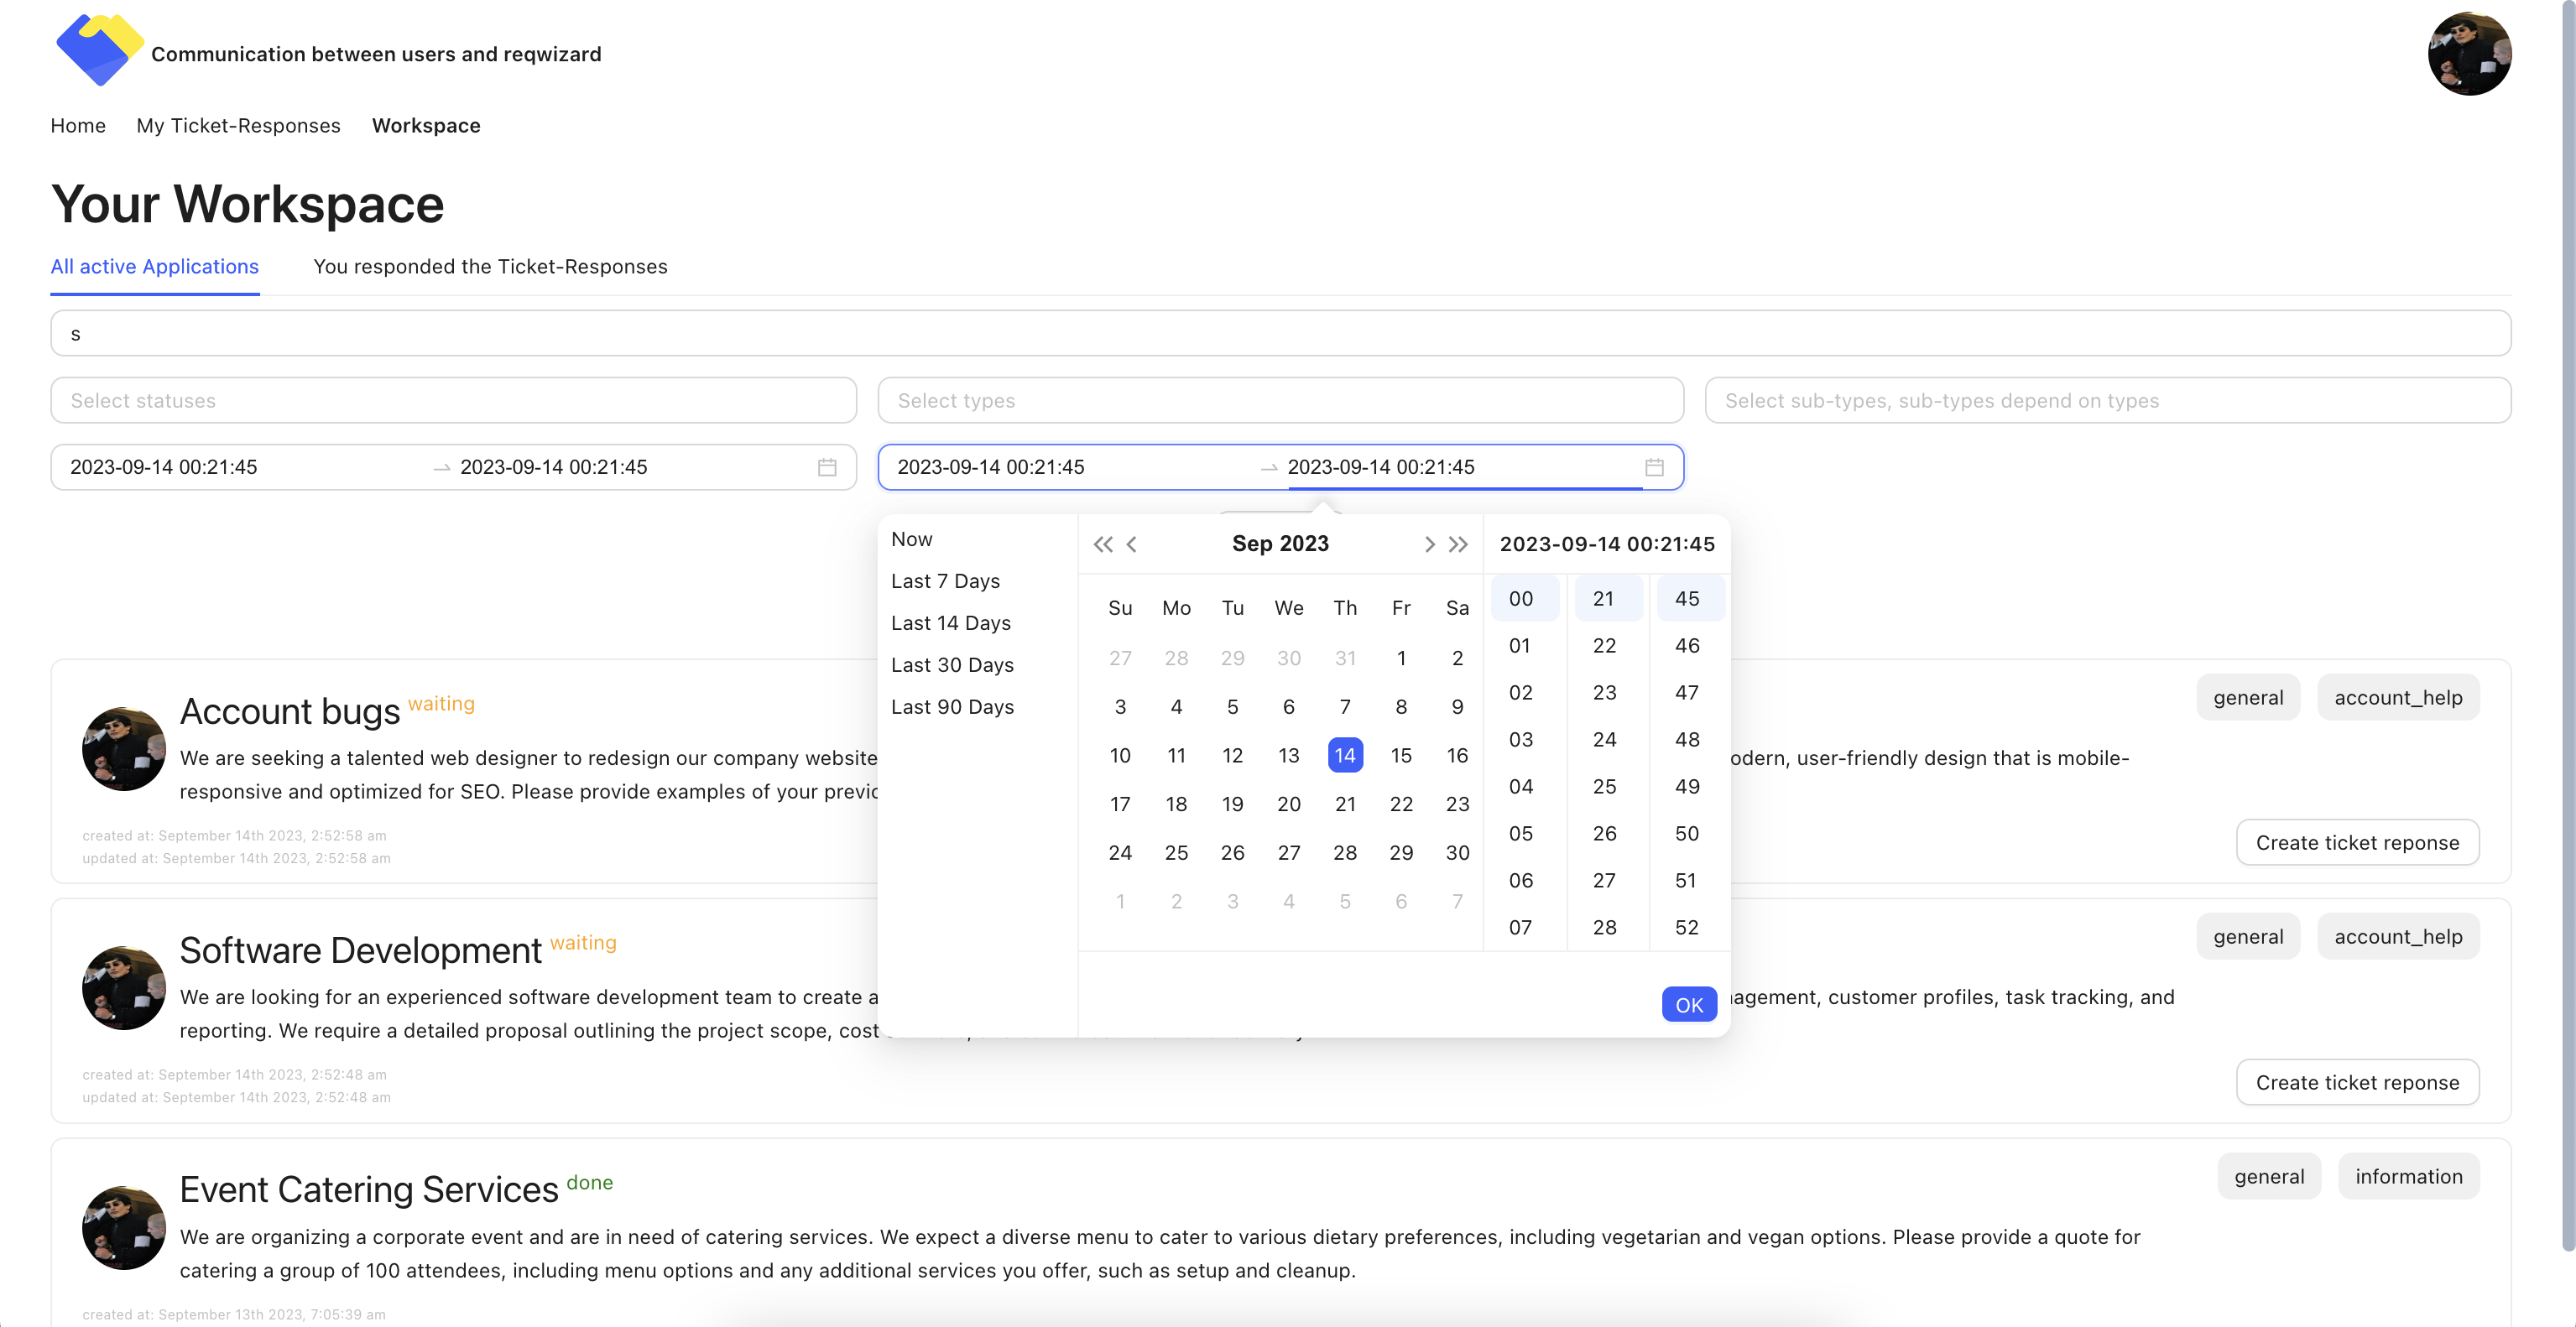 Communication between users and reqwizard
Home My Ticket-Responses Workspace
Your Workspace
All active Applications You responded the Ticket-Responses
s
Select statuses Select types Select sub-types, sub-types depend on types
2023-09-14 00:21:45 2023-09-14 00:21:45 2023-09-14 00:21:45 2023-09-14 00:21:45
Now
Last 7 Days
Last 14 Days
Last 30 Days
Last 90 Days
Sep 2023
Su Mo Tu We Th Fr Sa
27 28 29 30 31 1 2
3 4 5 6 7 8 9
10 11 12 13 14 15 16
17 18 19 20 21 22 23
24 25 26 27 28 29 30
1 2 3 4 5 6 7
2023-09-14 00:21:45
00 21 45
01 22 46
02 23 47
03 24 48
04 25 49
05 26 50
06 27 51
07 28 52
OK
Account bugs waiting
general account_help
We are seeking a talented web designer to redesign our company website odern, user-friendly design that is mobile-
responsive and optimized for SEO. Please provide examples of your previo
created at: September 14th 2023, 2:52:58 am
updated at: September 14th 2023, 2:52:58 am
Create ticket reponse
Software Development waiting
general account_help
We are looking for an experienced software development team to create a agement, customer profiles, task tracking, and
reporting. We require a detailed proposal outlining the project scope, cost
created at: September 14th 2023, 2:52:48 am
updated at: September 14th 2023, 2:52:48 am
Create ticket reponse
Event Catering Services done
general information
We are organizing a corporate event and are in need of catering services. We expect a diverse menu to cater to various dietary preferences, including vegetarian and vegan options. Please provide a quote for
catering a group of 100 attendees, including menu options and any additional services you offer, such as setup and cleanup.
created at: September 13th 2023, 7:05:39 am